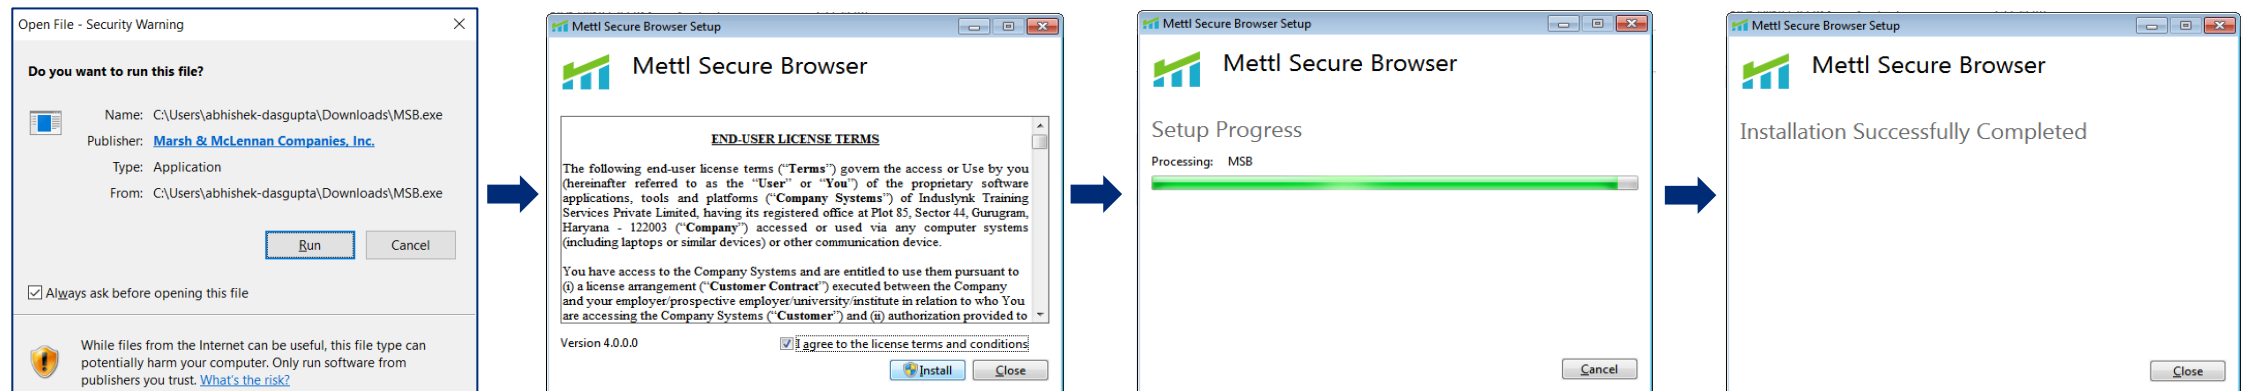 Open File - Security Warning
Do you want to run this file?
Name: C:\Users\abhishek-dasgupta\Downloads\MSB.exe
Publisher: Marsh & McLennan Companies, Inc.
Type: Application
From: C:\Users\abhishek-dasgupta\Downloads\MSB.exe
Run Cancel
Always ask before opening this file
While files from the Internet can be useful, this file type can
potentially harm your computer. Only run software from
publishers you trust. What's the risk?
Mettl Secure Browser Setup
Mettl Secure Browser
END-USER LICENSE TERMS
The following end-user license terms (“Terms”) govern the access or Use by you
(hereinafter referred to as the “User” or “You”) of the proprietary software
applications, tools and platforms (“Company Systems”) of Induslynk Training
Services Private Limited, having its registered office at Plot 85, Sector 44, Gurugram,
Haryana - 122003 (“Company”) accessed or used via any computer systems
(including laptops or similar devices) or other communication device.
You have access to the Company Systems and are entitled to use them pursuant to
(i) a license arrangement (“Customer Contract”) executed between the Company
and your employer/prospective employer/university/institute in relation to who You
are accessing the Company Systems (“Customer”) and (ii) authorization provided to
Version 4.0.0.0
I agree to the license terms and conditions
Install Close
Mettl Secure Browser Setup
Mettl Secure Browser
Setup Progress
Processing: MSB
Cancel
Mettl Secure Browser Setup
Mettl Secure Browser
Installation Successfully Completed
Close